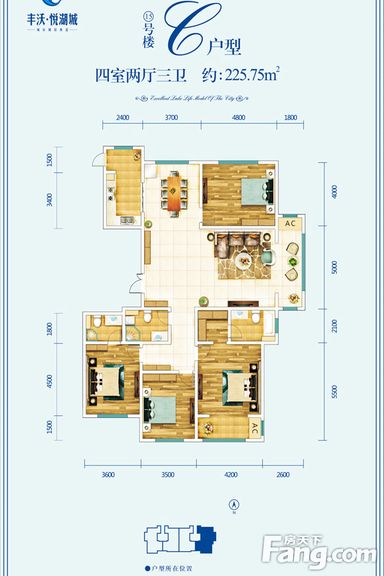 丰沃·悦湖城
15号楼 C户型
四室两厅三卫 约:225.75m²
Excellent Lake Life Model Of The City
2400 3700 4800 1800
1500
3400
1800
4500
1500
4000
5000
2100
5500
AC
AC
3600 3500 4200 2600
N
户型所在位置
房天下
Fang.com